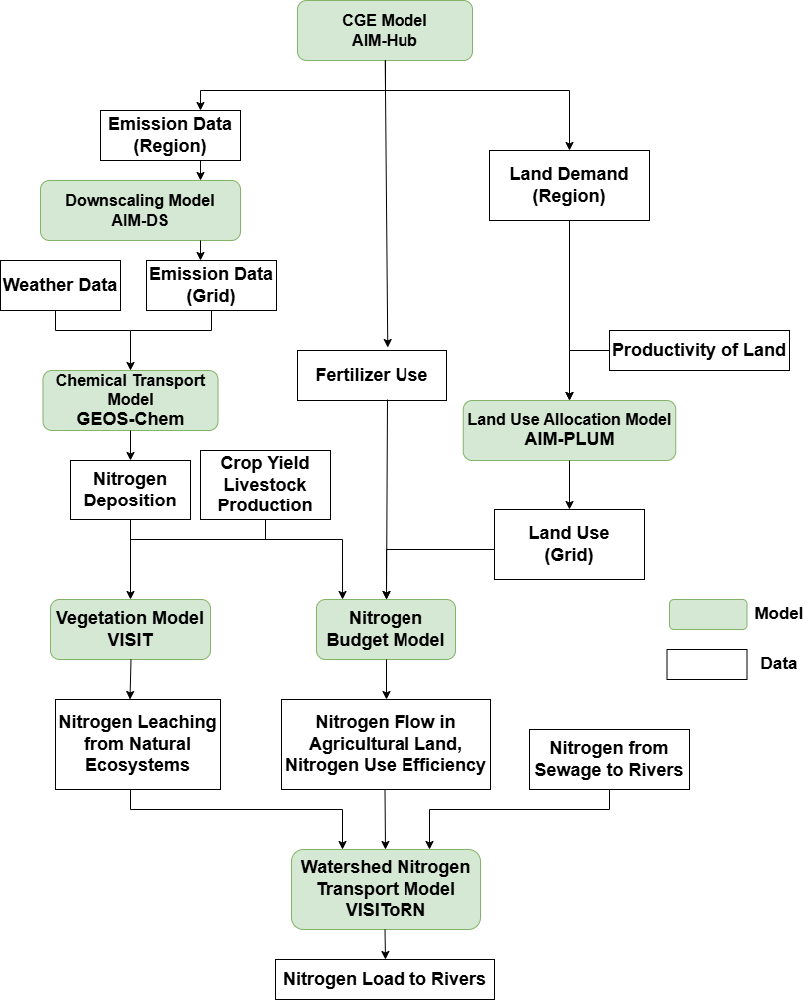 CGE Model
AIM-Hub
Emission Data
(Region)
Land Demand
(Region)
Downscaling Model
AIM-DS
Weather Data
Emission Data
(Grid)
Productivity of Land
Fertilizer Use
Chemical Transport
Model
GEOS-Chem
Land Use Allocation Model
AIM-PLUM
Nitrogen
Deposition
Crop Yield
Livestock
Production
Land Use
(Grid)
Vegetation Model
VISIT
Nitrogen
Budget Model
Model
Data
Nitrogen Leaching
from Natural
Ecosystems
Nitrogen Flow in
Agricultural Land,
Nitrogen Use Efficiency
Nitrogen from
Sewage to Rivers
Watershed Nitrogen
Transport Model
VISIToRN
Nitrogen Load to Rivers